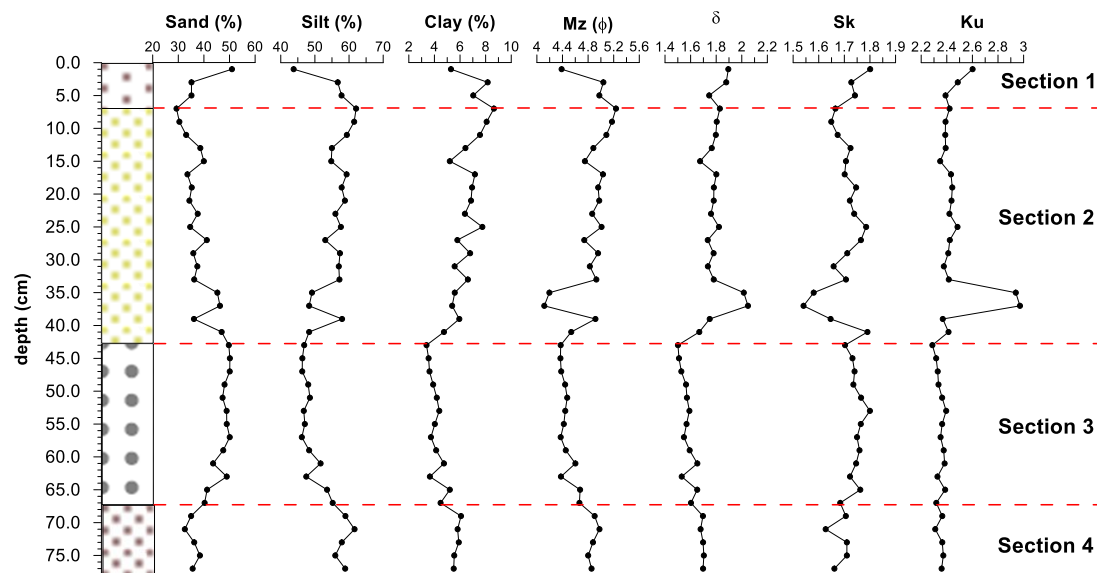 Sand (%) Silt (%) Clay (%) Mz (ϕ) δ Sk Ku
20 30 40 50 60 40 50 60 70 2 4 6 8 10 4 4.4 4.8 5.2 5.6 1.4 1.6 1.8 2 2.2 1.5 1.6 1.7 1.8 1.9 2.2 2.4 2.6 3
0.0
Section 1
5.0
10.0
15.0
20.0
Section 2
25.0
30.0
35.0
40.0
45.0
50.0
Section 3
55.0
60.0
65.0
70.0
Section 4
75.0
depth (cm)